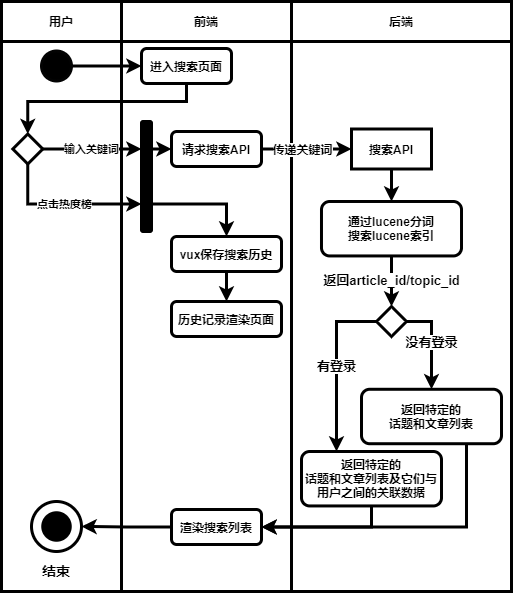 用户
前端
后端
进入搜索页面
输入关键词
请求搜索API
传递关键词
搜索API
点击热度榜
通过lucene分词
搜索lucene索引
vux保存搜索历史
返回article_id/topic_id
历史记录渲染页面
没有登录
有登录
返回特定的
话题和文章列表
返回特定的
话题和文章列表及它们与
用户之间的关联数据
渲染搜索列表
结束